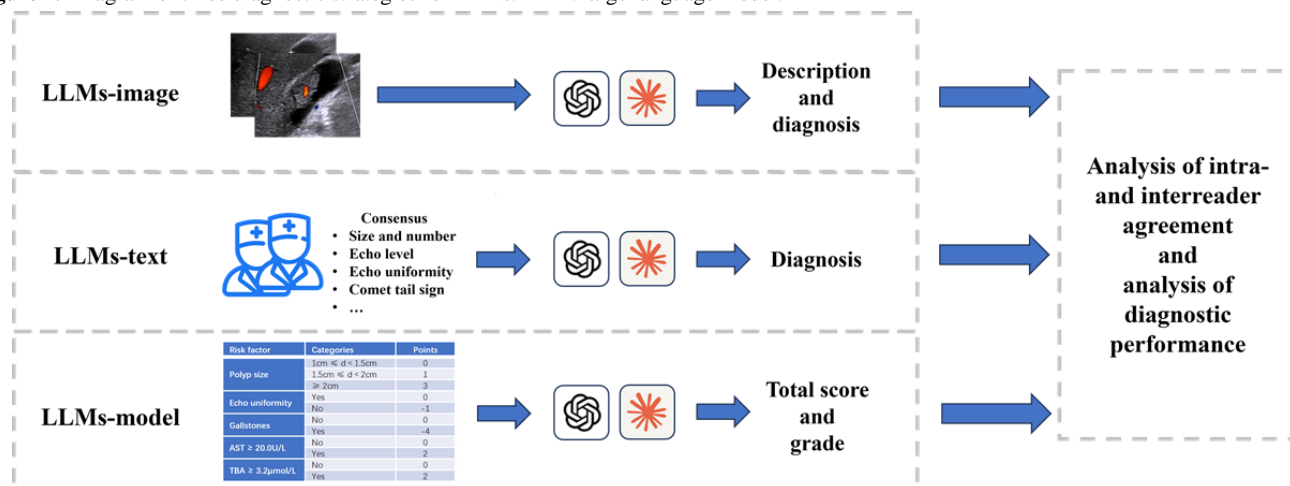 LLMs-image
Description
and
diagnosis
LLMs-text
Consensus
• Size and number
• Echo level
• Echo uniformity
• Comet tail sign
• ...
Diagnosis
LLMs-model
Risk factor Categories Points
Polyp size 1cm ≤ d < 1.5cm 0
1.5cm ≤ d < 2cm 1
≥ 2cm 3
Echo uniformity Yes 0
No -1
Gallstones No 0
Yes -4
AST ≥ 20.0U/L No 0
Yes 2
TBA ≥ 3.2μmol/L No 0
Yes 2
Total score
and
grade
Analysis of intra-
and interreader
agreement
and
analysis of
diagnostic
performance